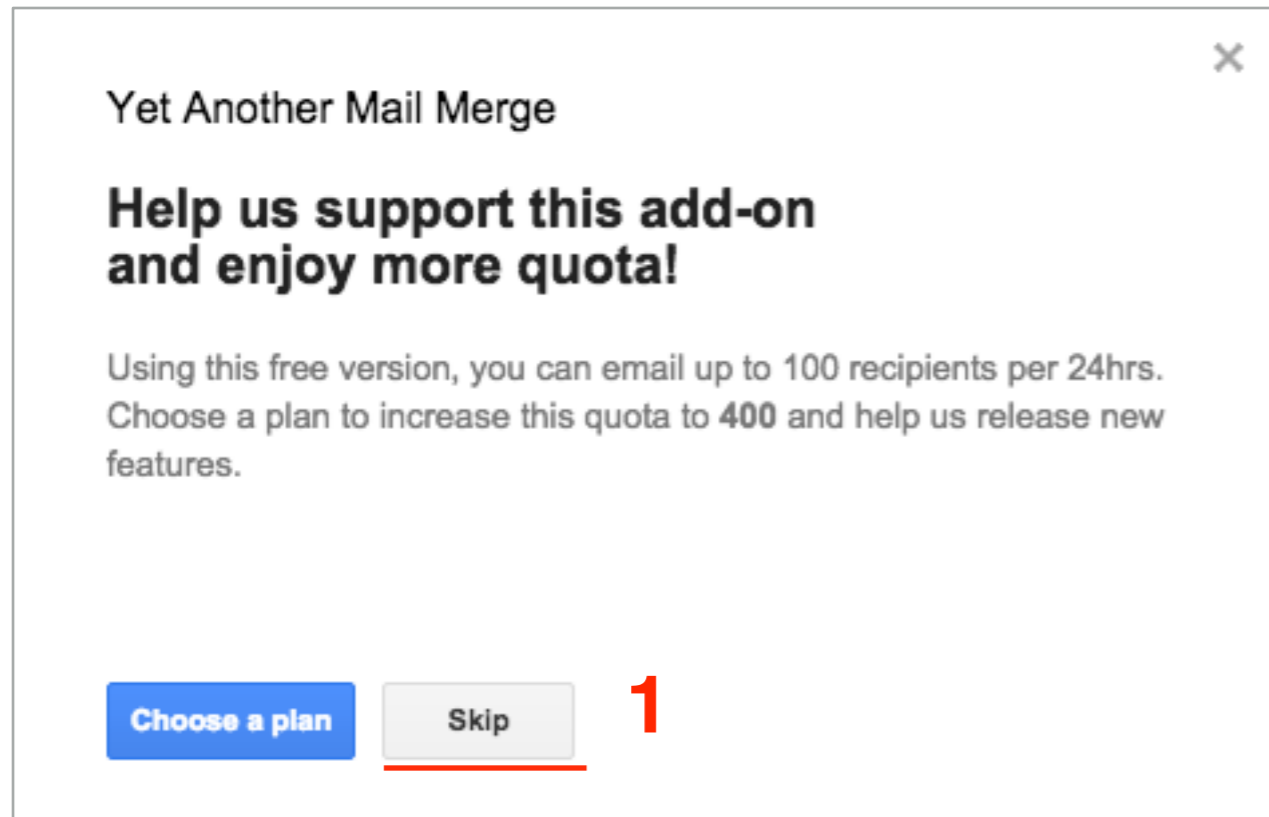 Yet Another Mail Merge
Help us support this add-on
and enjoy more quota!
Using this free version, you can email up to 100 recipients per 24hrs.
Choose a plan to increase this quota to 400 and help us release new
features.
Choose a plan Skip 1